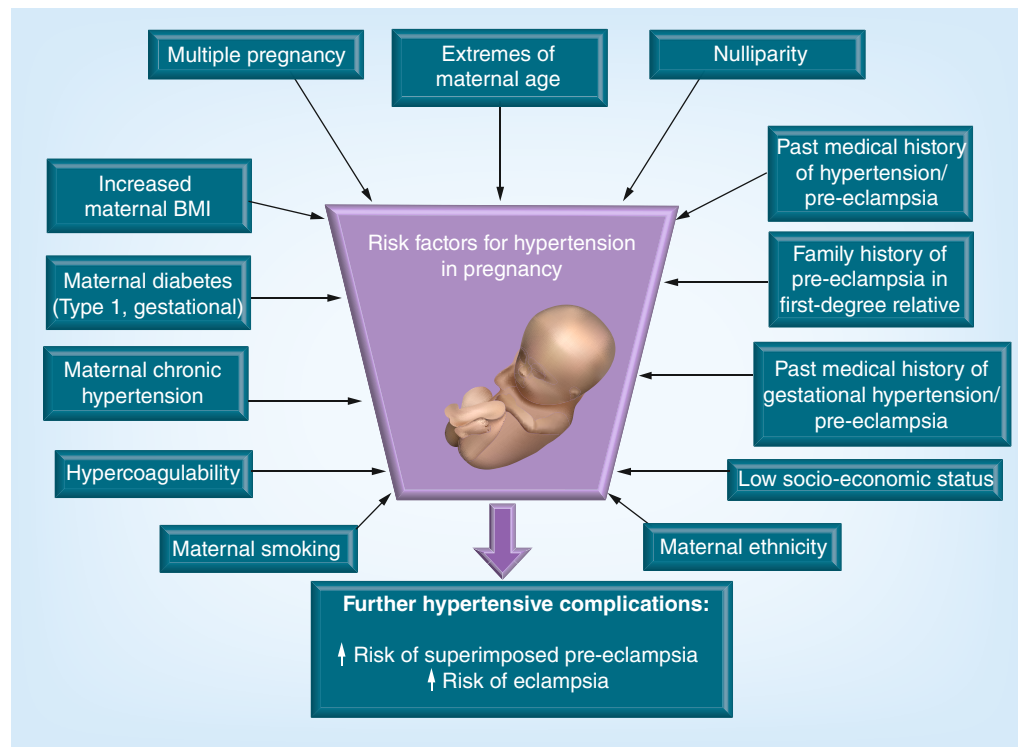 Multiple pregnancy
Extremes of
maternal age
Nulliparity
Increased
maternal BMI
Past medical history
of hypertension/
pre-eclampsia
Risk factors for hypertension
in pregnancy
Maternal diabetes
(Type 1, gestational)
Family history of
pre-eclampsia in
first-degree relative
Maternal chronic
hypertension
Past medical history of
gestational hypertension/
pre-eclampsia
Hypercoagulability
Low socio-economic status
Maternal smoking
Maternal ethnicity
Further hypertensive complications:
↑ Risk of superimposed pre-eclampsia
↑ Risk of eclampsia